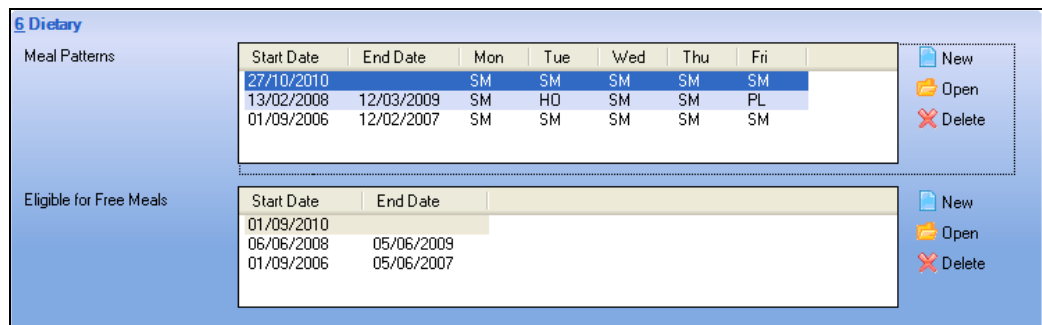 6 Dietary
Meal Patterns
Start Date End Date Mon Tue Wed Thu Fri
New
27/10/2010 SM SM SM SM SM
Open
13/02/2008 12/03/2009 SM HO SM SM PL
01/09/2006 12/02/2007 SM SM SM SM SM
Delete
Eligible for Free Meals
Start Date End Date
New
01/09/2010
Open
06/06/2008 05/06/2009
01/09/2006 05/06/2007
Delete